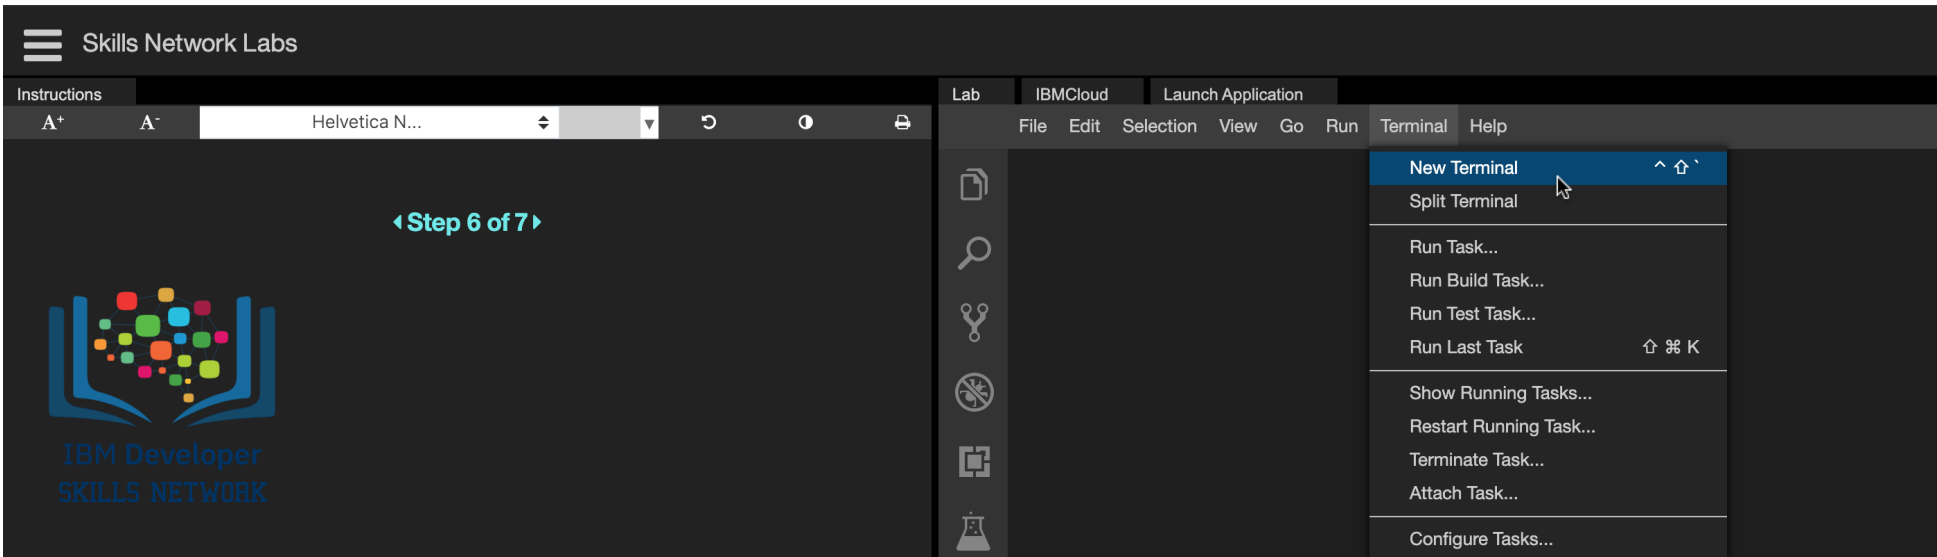 Skills Network Labs
Instructions
A+ A- Helvetica N...
Step 6 of 7
IBM Developer
SKILLS NETWORK
Lab IBMCloud Launch Application
File Edit Selection View Go Run Terminal Help
New Terminal ^ ⇧ `
Split Terminal
Run Task...
Run Build Task...
Run Test Task...
Run Last Task ⇧ ⌘ K
Show Running Tasks...
Restart Running Task...
Terminate Task...
Attach Task...
Configure Tasks...